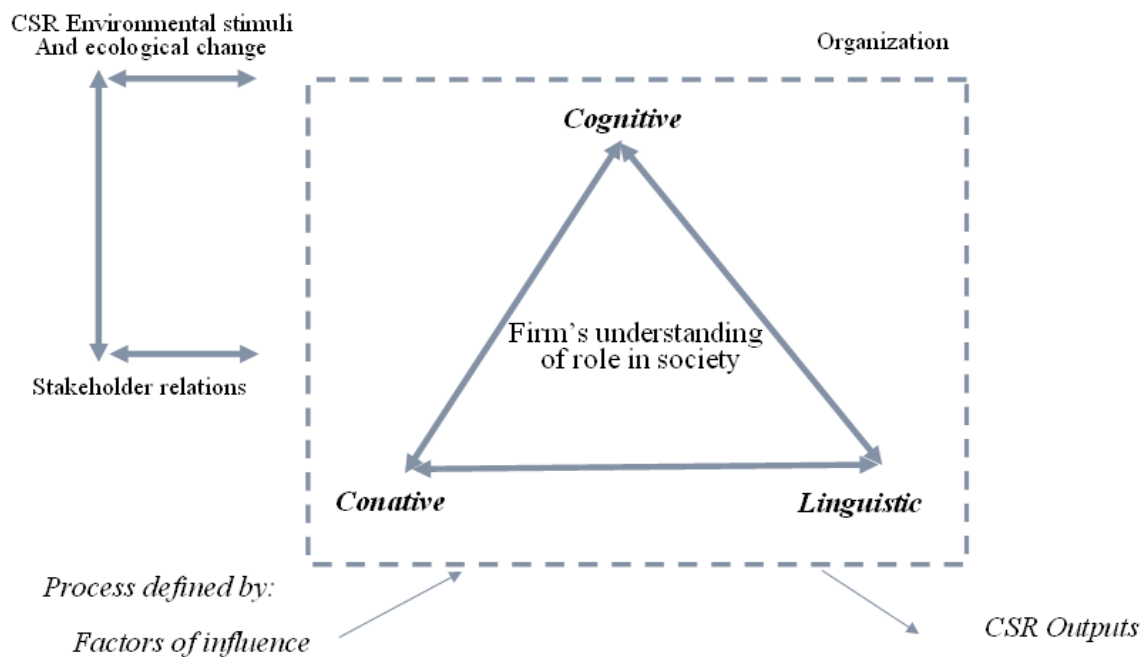 CSR Environmental stimuli
And ecological change
Organization
Cognitive
Firm's understanding
of role in society
Stakeholder relations
Conative
Linguistic
Process defined by:
Factors of influence
CSR Outputs